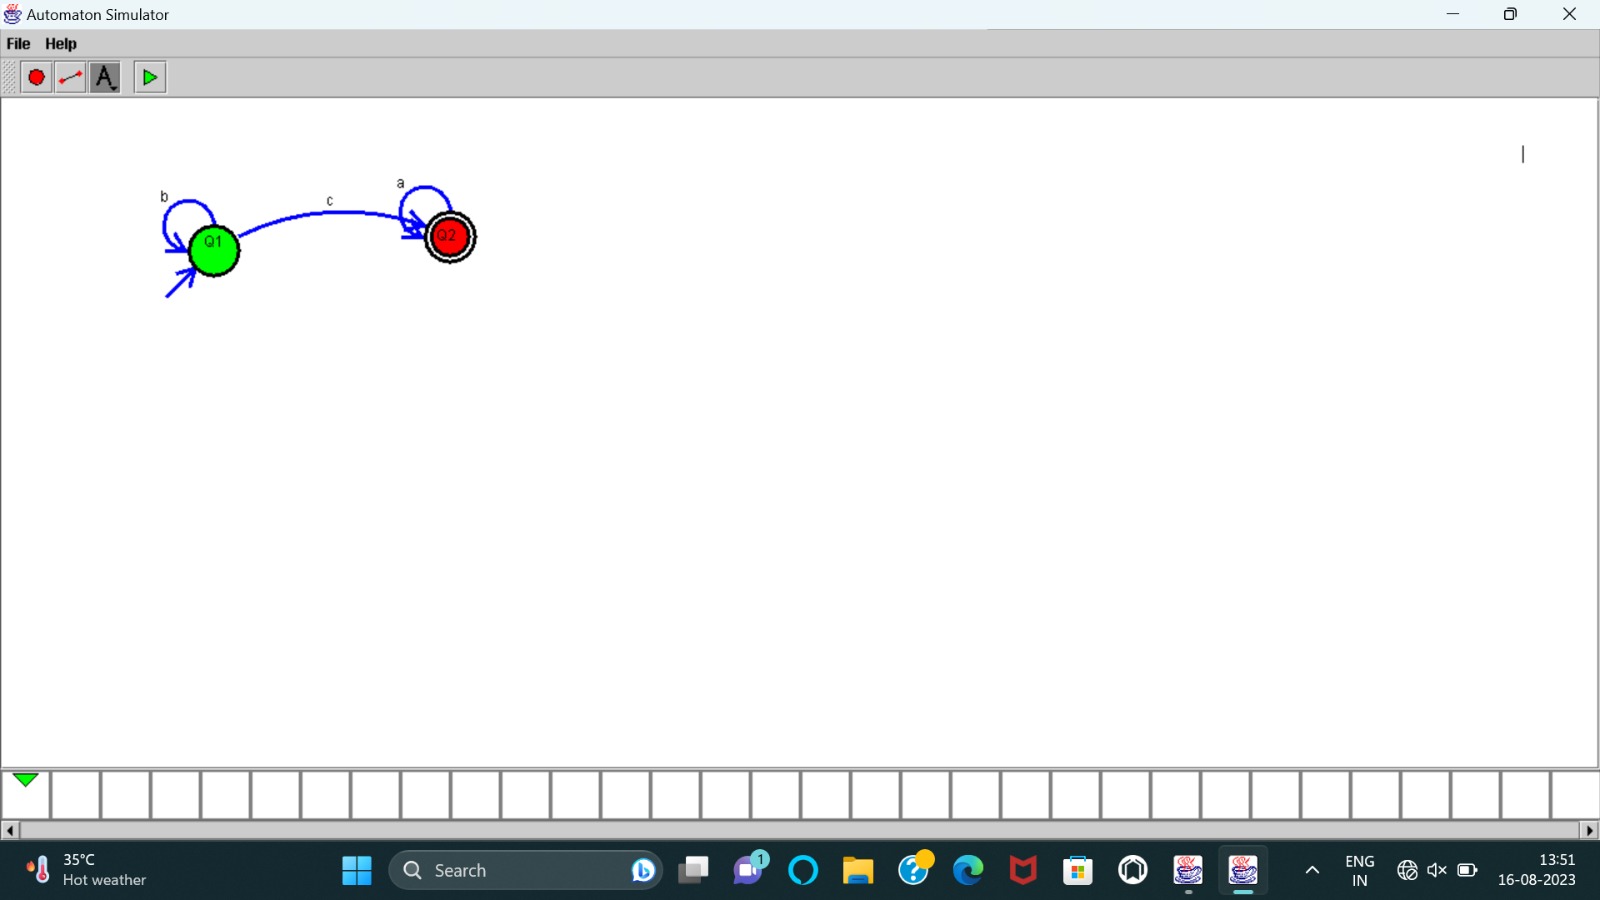 Automaton Simulator
File Help
A
a
b
c
Q1
Q2
35°C
Hot weather
Search
1
ENG
IN
13:51
16-08-2023